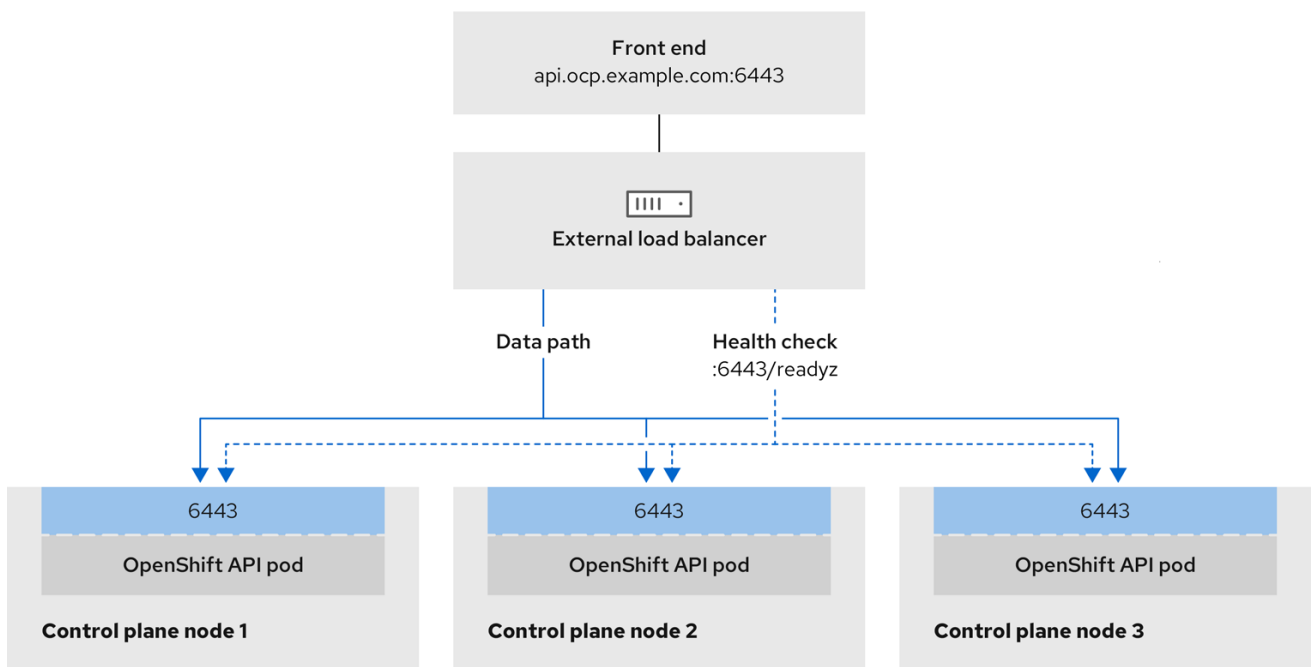 Front end
api.ocp.example.com:6443
External load balancer
Data path
Health check
:6443/readyz
6443
6443
6443
OpenShift API pod
OpenShift API pod
OpenShift API pod
Control plane node 1
Control plane node 2
Control plane node 3